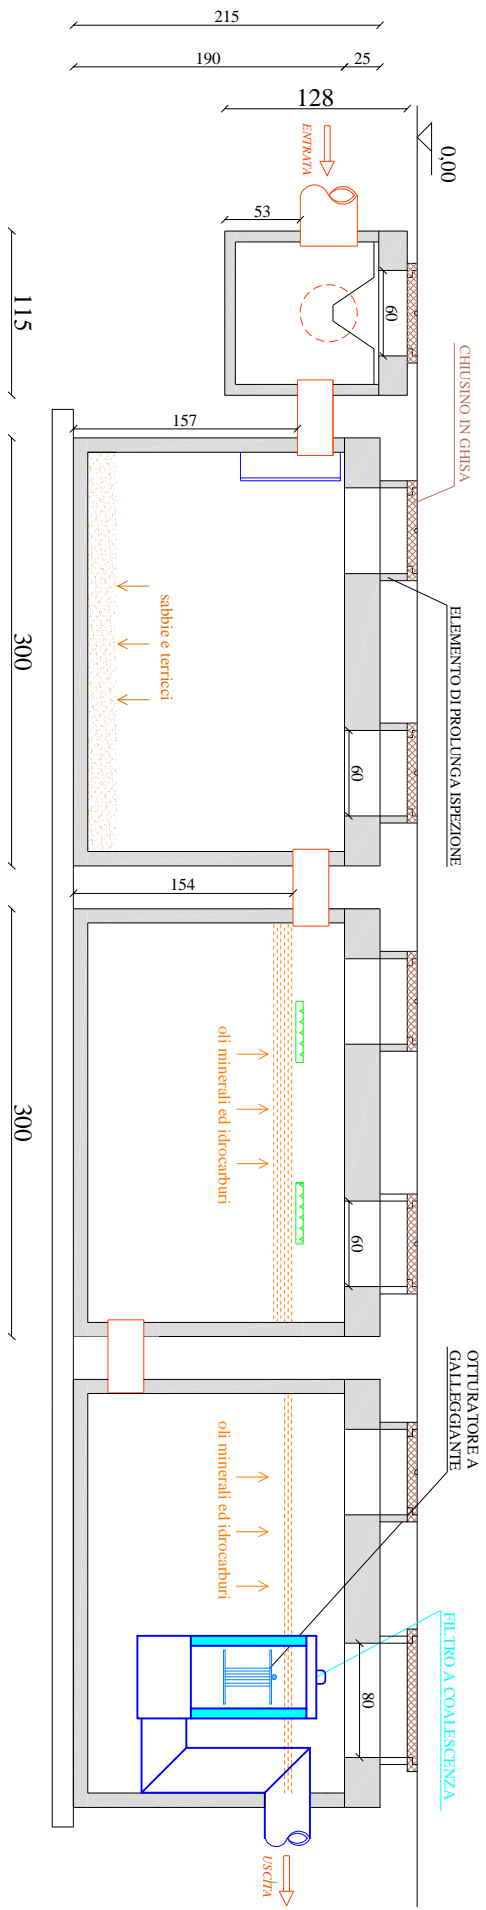 215
190
25
128
0,00
ENTRATA
53
60
115
CHIUSINO IN GHISA
157
sabbie e terricci
ELEMENTO DI PROLUNGA ISPEZIONE
300
60
154
oli minerali ed idrocarburi
300
60
OTTURATORE A
GALLEGGIANTE
oli minerali ed idrocarburi
FILTRO A COALESCENZA
80
USCITA